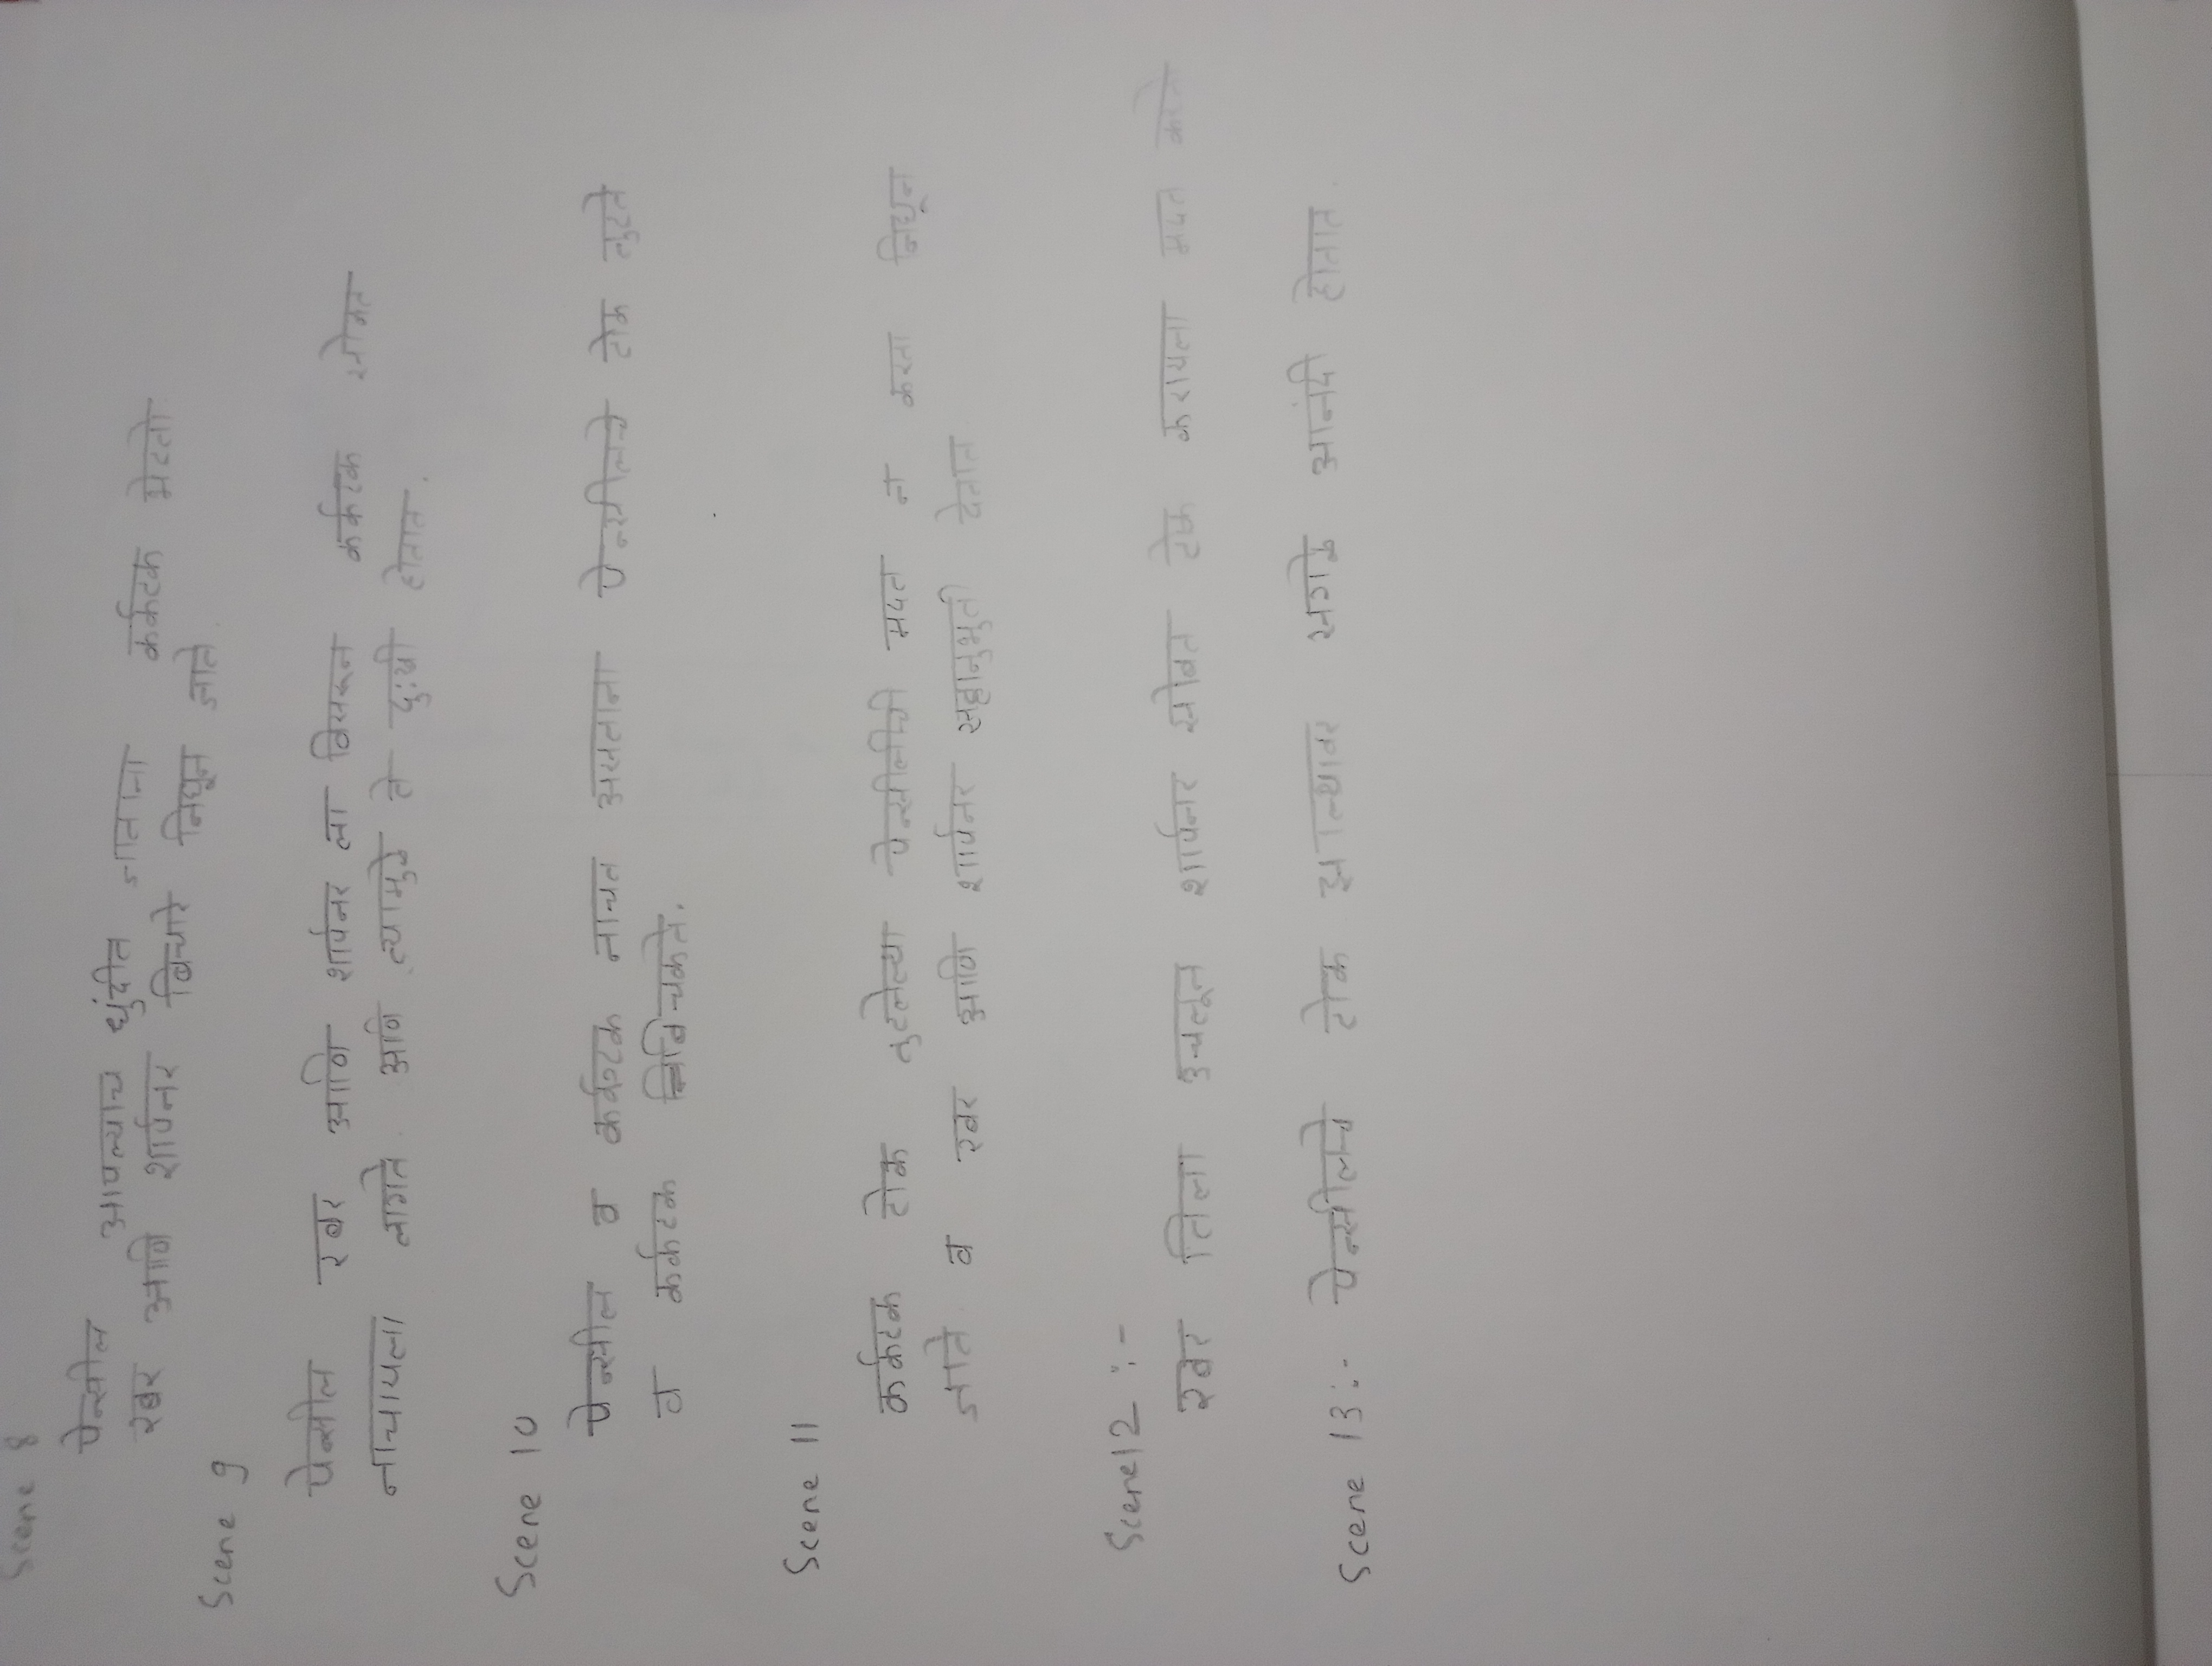 Scene 8
पेन्सील आपल्याच धुंदीत जाताना कर्कटक भेटतो
रबर आणि शार्पनर बिचारे निघून जाते.
Scene 9
पेन्सील रबर आणि शार्पनर ला विसरून कर्कटक सोबत
नाचायला लागते. आणि त्यामुळे ते दुःखी होतात.
Scene 10
पेन्सील व कर्कटक नाचत असताना पेन्सीलचे टोक तुटते
व कर्कटक बिचकते.
Scene 11
कर्कटक टोक तुटलेल्या पेन्सीलीची मदत न करता निघून
जाते व रबर आणि शार्पनर सहानुभुती देतात
Scene12 :-
रबर तिला उचलून शार्पनर सोबत टोक करायला मदत करते
Scene 13:- पेन्सीलचे टोक झाल्यावर सगळे आनंदी होतात.